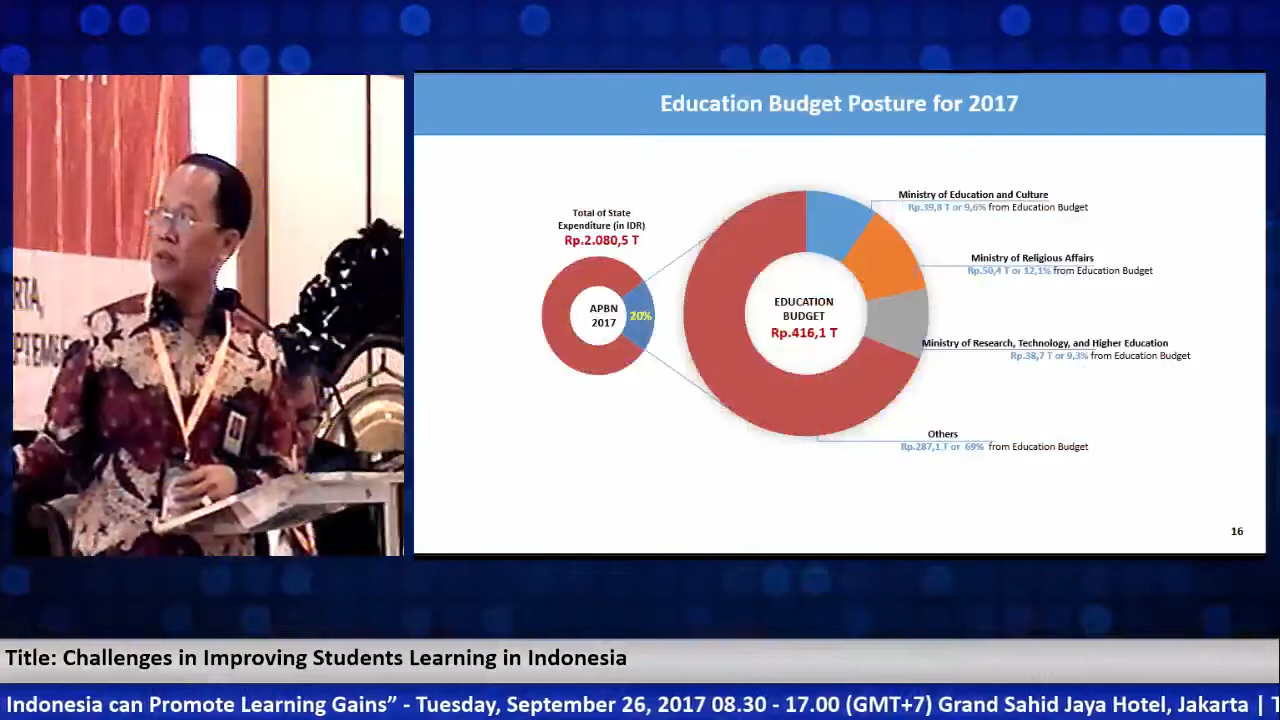 RTA,
EPTEMBE
Education Budget Posture for 2017
Total of State
Expenditure (in IDR)
Rp.2.080,5 T
APBN
2017
20%
EDUCATION
BUDGET
Rp.416,1 T
Ministry of Education and Culture
Rp.39,8 T or 9,6% from Education Budget
Ministry of Religious Affairs
Rp.50,4 T or 12,1% from Education Budget
Ministry of Research, Technology, and Higher Education
Rp.38,7 T or 9,3% from Education Budget
Others
Rp.287,1 T or 69% from Education Budget
16
Title: Challenges in Improving Students Learning in Indonesia
Indonesia can Promote Learning Gains” - Tuesday, September 26, 2017 08.30 - 17.00 (GMT+7) Grand Sahid Jaya Hotel, Jakarta | T